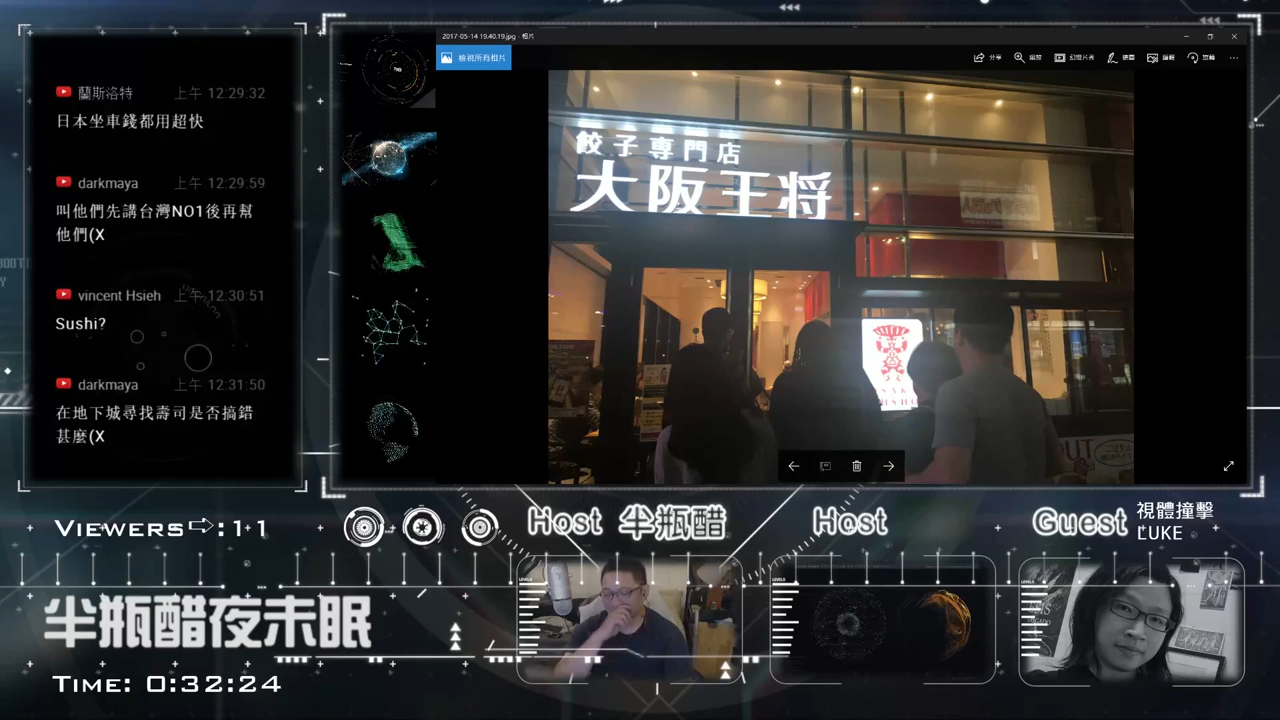 蘭斯洛特 上午 12:29:32
日本坐車錢都用超快
darkmaya 上午 12:29:59
叫他們先講台灣NO1後再幫
他們(X
vincent Hsieh 上午 12:30:51
Sushi?
darkmaya 上午 12:31:50
在地下城尋找壽司是否搞錯
甚麼(X
2017-05-14 19.40.19.jpg - 相片
檢視所有相片
分享
餃子専門店
大阪王将
Viewers⇨:11
Host 半瓶醋
Host
Guest 視體撞擊
LUKE
半瓶醋夜未眠
Time: 0:32:24